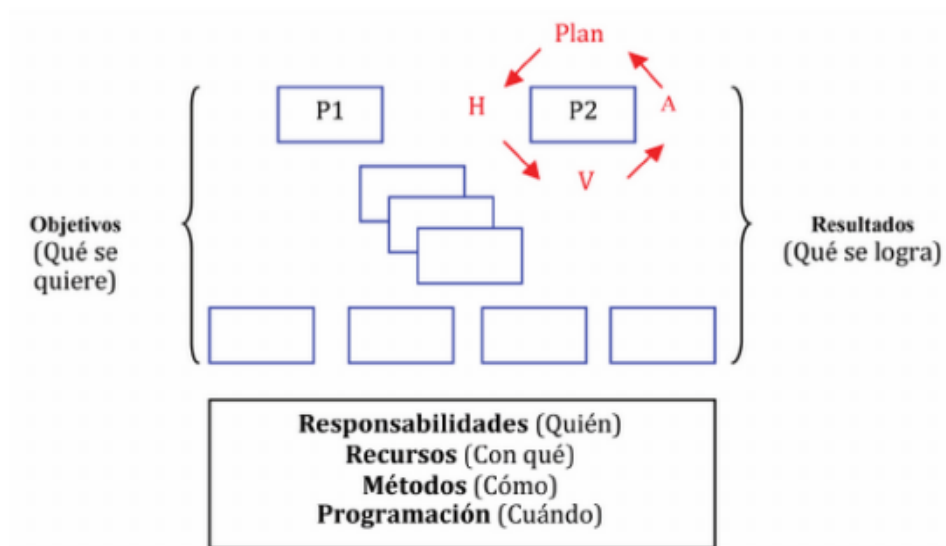 Plan
P1
H
P2
A
V
Objetivos
(Qué se
quiere)
Resultados
(Qué se logra)
Responsabilidades (Quién)
Recursos (Con qué)
Métodos (Cómo)
Programación (Cuándo)